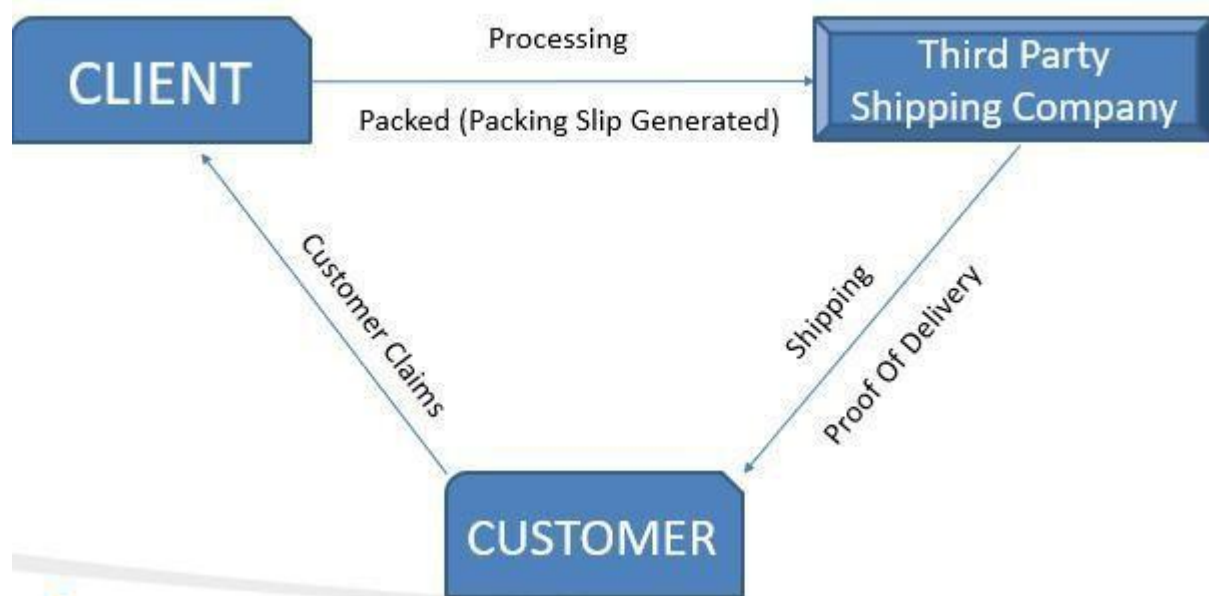 Processing
CLIENT
Third Party
Shipping Company
Packed (Packing Slip Generated)
Customer Claims
Shipping
Proof Of Delivery
CUSTOMER